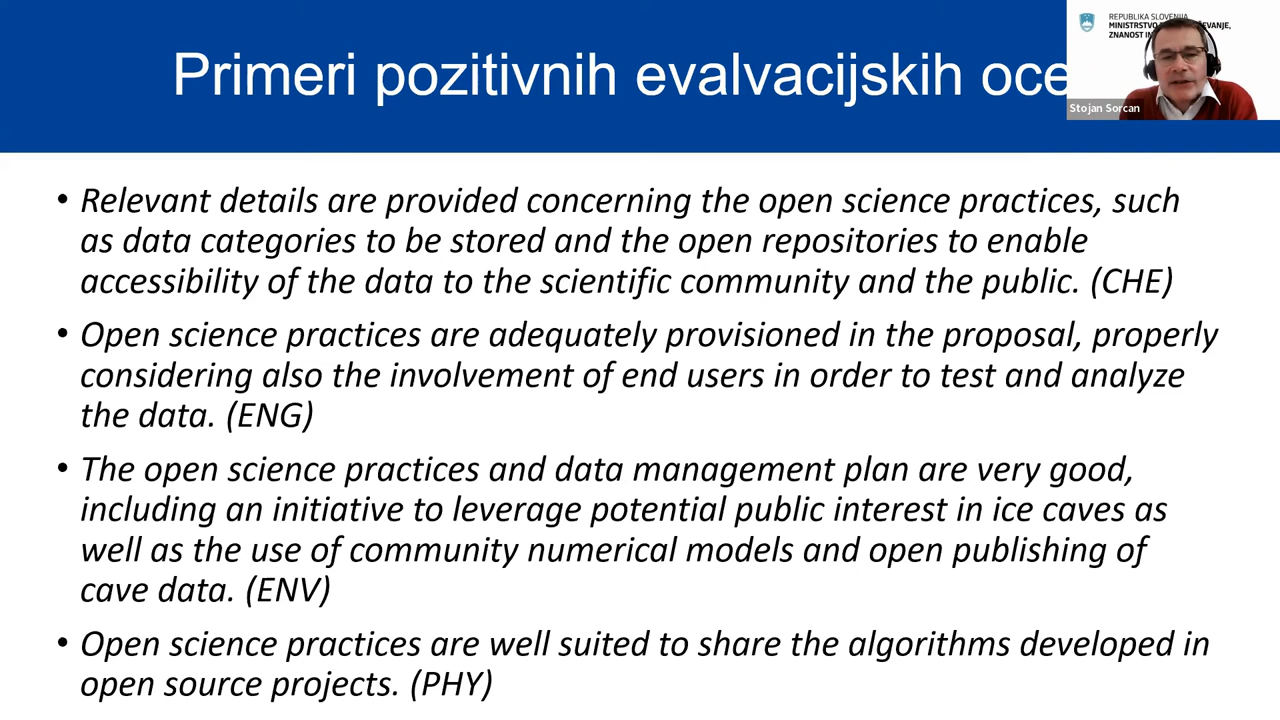 Primeri pozitivnih evalvacijskih oce
REPUBLIKA SLOVENIJA
MINISTRSTVO
ZNANOST IN
Stojan Sorcan
• Relevant details are provided concerning the open science practices, such
as data categories to be stored and the open repositories to enable
accessibility of the data to the scientific community and the public. (CHE)
• Open science practices are adequately provisioned in the proposal, properly
considering also the involvement of end users in order to test and analyze
the data. (ENG)
• The open science practices and data management plan are very good,
including an initiative to leverage potential public interest in ice caves as
well as the use of community numerical models and open publishing of
cave data. (ENV)
• Open science practices are well suited to share the algorithms developed in
open source projects. (PHY)